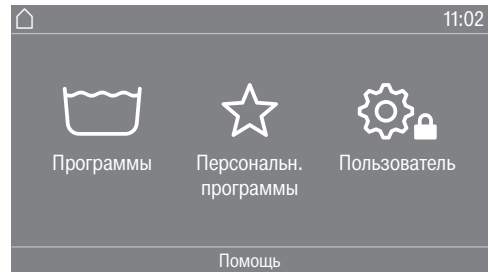 11:02
Программы
Персональн.
программы
Пользователь
Помощь